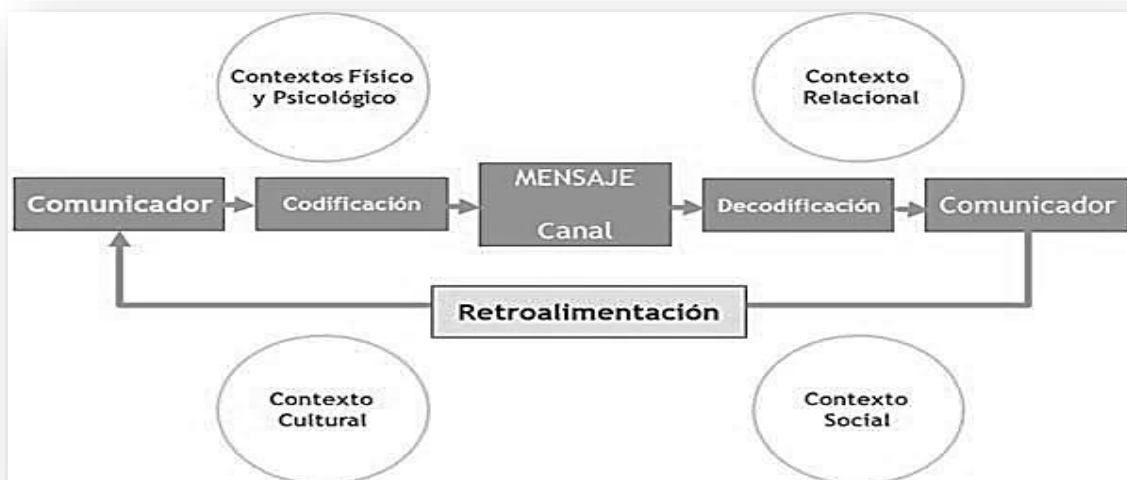 Contextos Físico
y Psicológico
Contexto
Relacional
Comunicador
Codificación
MENSAJE
Canal
Decodificación
Comunicador
Retroalimentación
Contexto
Cultural
Contexto
Social